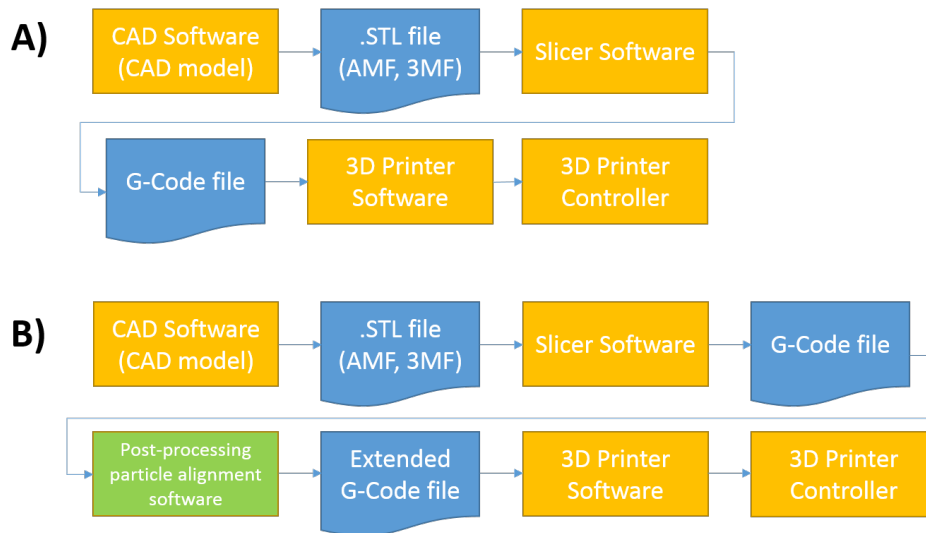 A)
CAD Software
(CAD model)
.STL file
(AMF, 3MF)
Slicer Software
G-Code file
3D Printer
Software
3D Printer
Controller
B)
CAD Software
(CAD model)
.STL file
(AMF, 3MF)
Slicer Software
G-Code file
Post-processing
particle alignment
software
Extended
G-Code file
3D Printer
Software
3D Printer
Controller